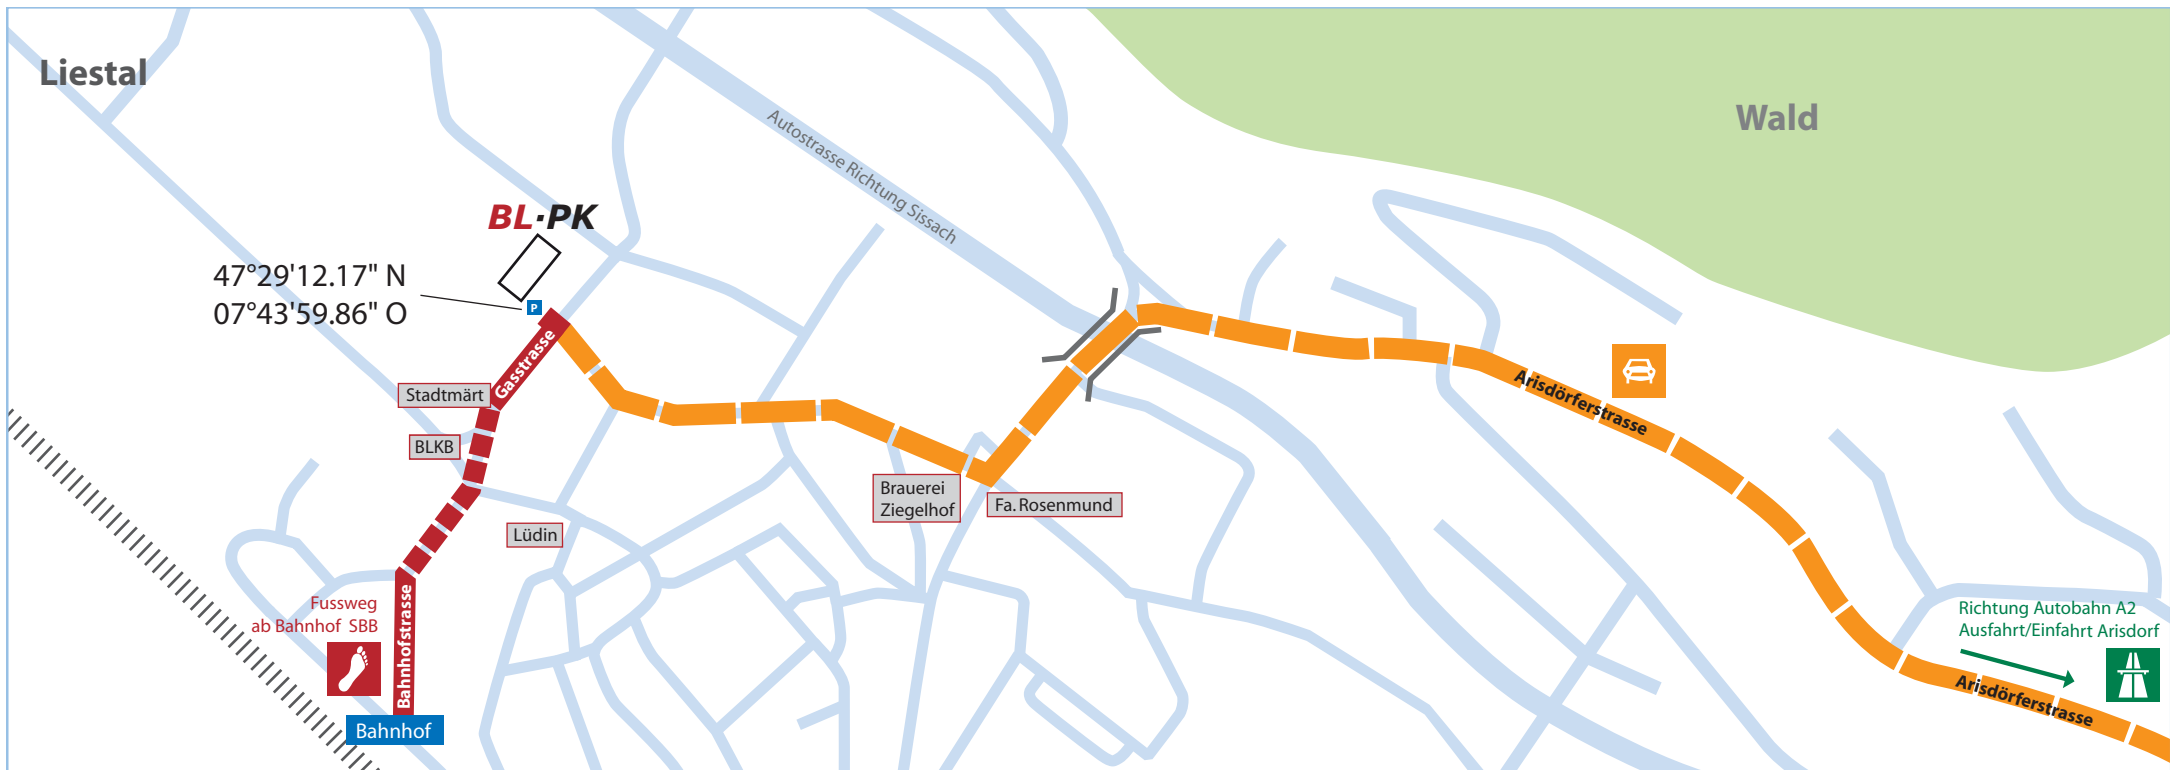 Liestal
Wald
Autostrasse Richtung Sissach
BL·PK
47°29'12.17" N
07°43'59.86" O
P
Gasstrasse
Stadtmärt
BLKB
Lüdin
Brauerei
Ziegelhof
Fa. Rosenmund
Arisdörferstrasse
Fussweg
ab Bahnhof SBB
Bahnhofstrasse
Bahnhof
Richtung Autobahn A2
Ausfahrt/Einfahrt Arisdorf
Arisdörferstrasse